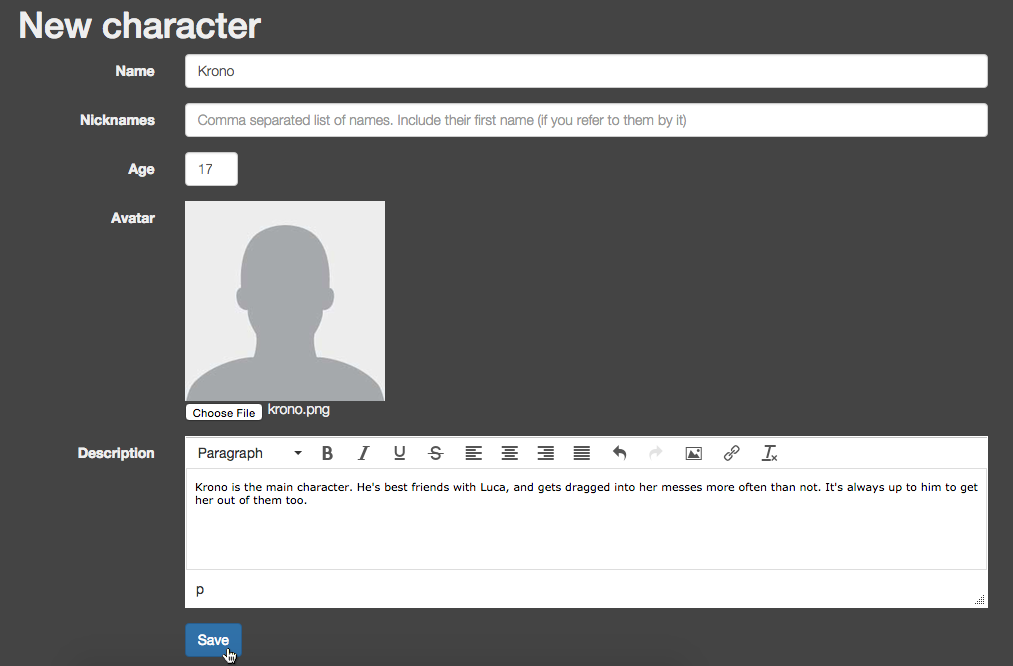 New character
Name
Krono
Nicknames
Comma separated list of names. Include their first name (if you refer to them by it)
Age
17
Avatar
Choose File krono.png
Description
Paragraph B I U S
Krono is the main character. He's best friends with Luca, and gets dragged into her messes more often than not. It's always up to him to get
her out of them too.
p
Save